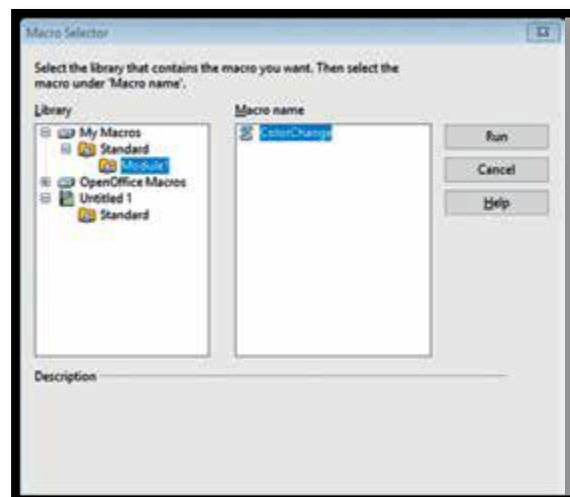 Macro Selector
Select the library that contains the macro you want. Then select the
macro under 'Macro name'.
Library
Macro name
My Macros
Standard
Module1
OpenOffice Macros
Untitled 1
Standard
ColorChange
Run
Cancel
Help
Description